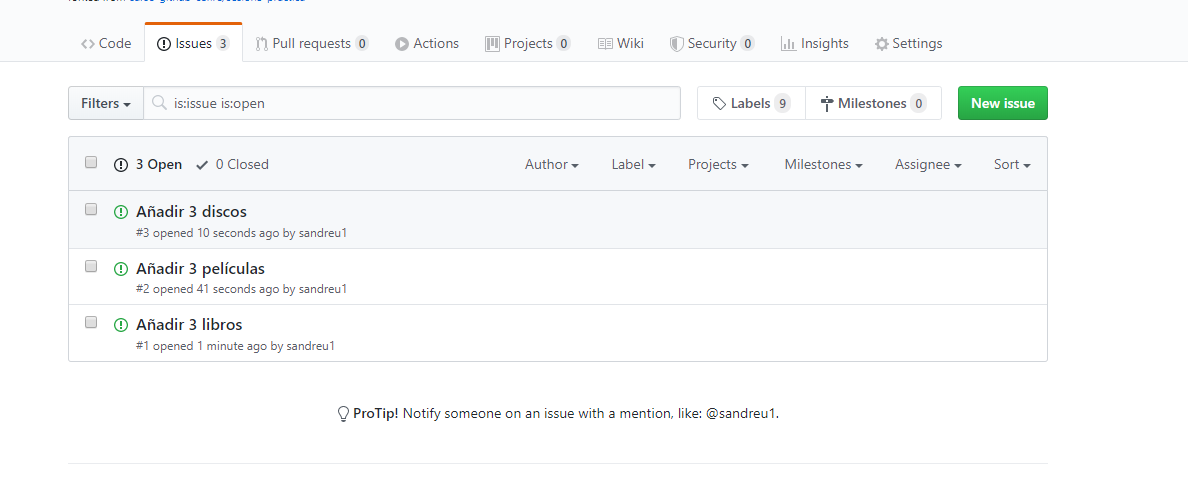 Code Issues 3 Pull requests 0 Actions Projects 0 Wiki Security 0 Insights Settings
Filters is:issue is:open Labels 9 Milestones 0 New issue
3 Open 0 Closed Author Label Projects Milestones Assignee Sort
Añadir 3 discos
#3 opened 10 seconds ago by sandreu1
Añadir 3 películas
#2 opened 41 seconds ago by sandreu1
Añadir 3 libros
#1 opened 1 minute ago by sandreu1
ProTip! Notify someone on an issue with a mention, like: @sandreu1.